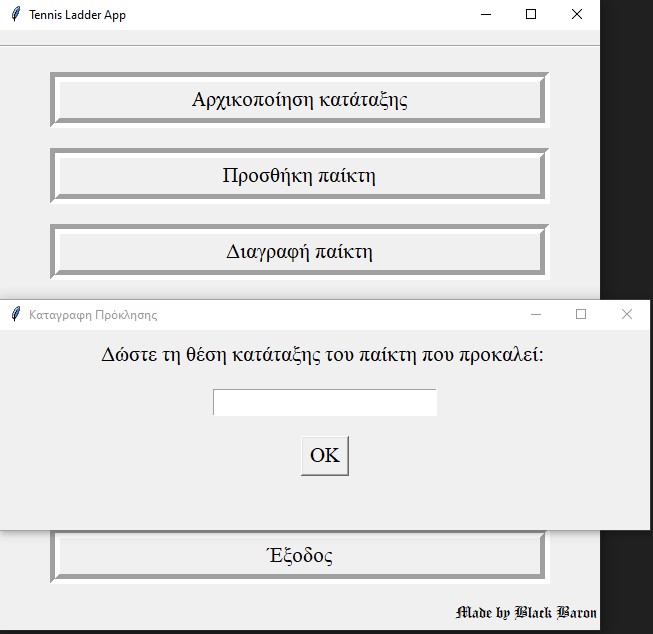 Tennis Ladder App
Αρχικοποίηση κατάταξης
Προσθήκη παίκτη
Διαγραφή παίκτη
Καταγραφη Πρόκλησης
Δώστε τη θέση κατάταξης του παίκτη που προκαλεί:
OK
Έξοδος
Made by Black Baron